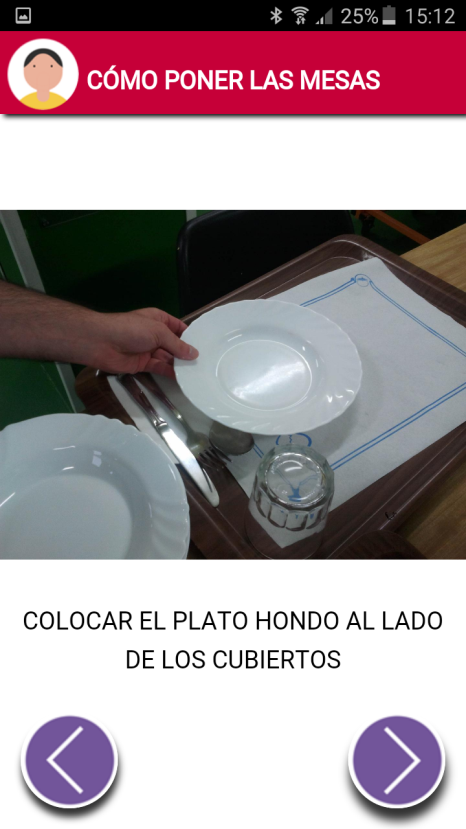 25% 15:12
CÓMO PONER LAS MESAS
COLOCAR EL PLATO HONDO AL LADO
DE LOS CUBIERTOS